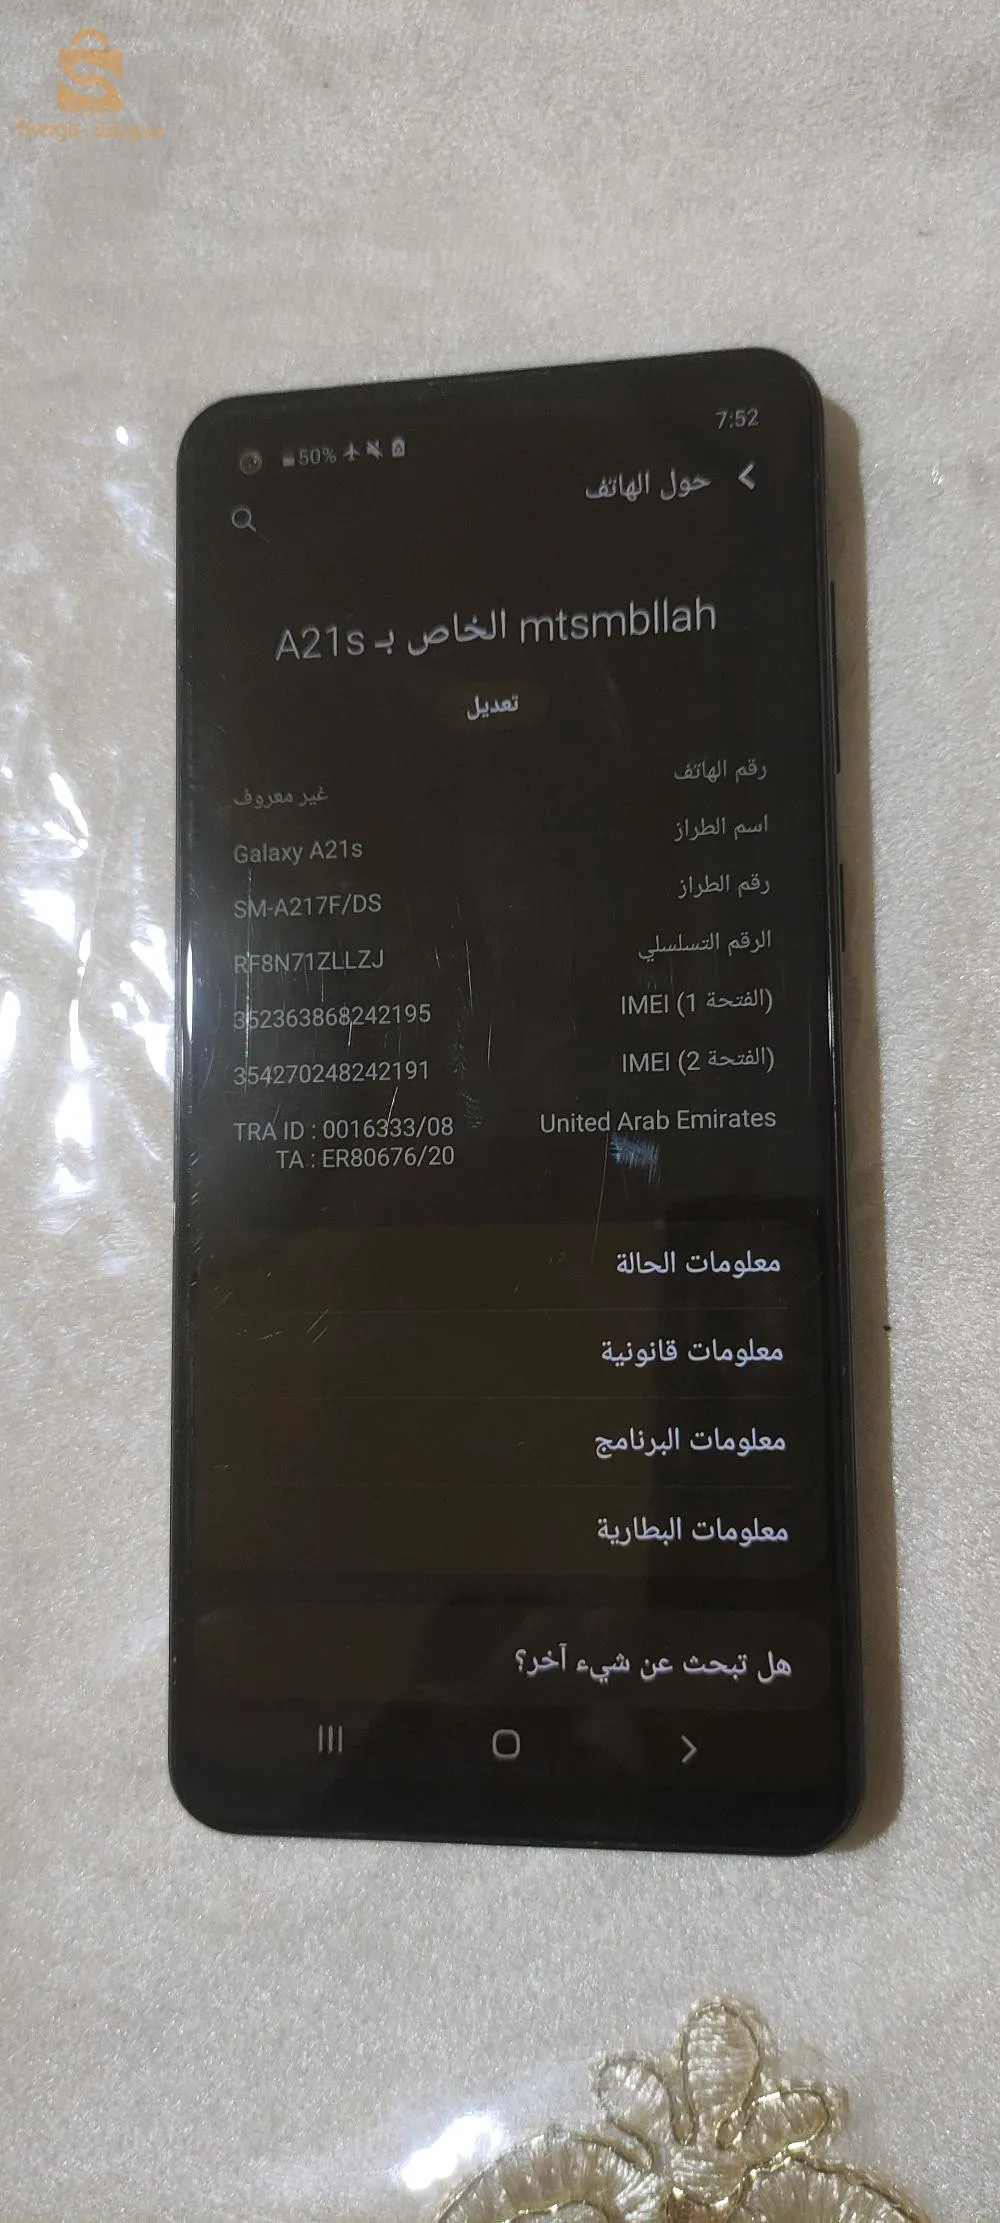 7:52
50%
حول الهاتف
A21s الخاص بـ mtsmbllah
تعديل
رقم الهاتف غير معروف
اسم الطراز Galaxy A21s
رقم الطراز SM-A217F/DS
الرقم التسلسلي RF8N71ZLLZJ
IMEI (الفتحة 1) 352363868242195
IMEI (الفتحة 2) 354270248242191
United Arab Emirates TRA ID : 0016333/08
TA : ER80676/20
معلومات الحالة
معلومات قانونية
معلومات البرنامج
معلومات البطارية
هل تبحث عن شيء آخر؟